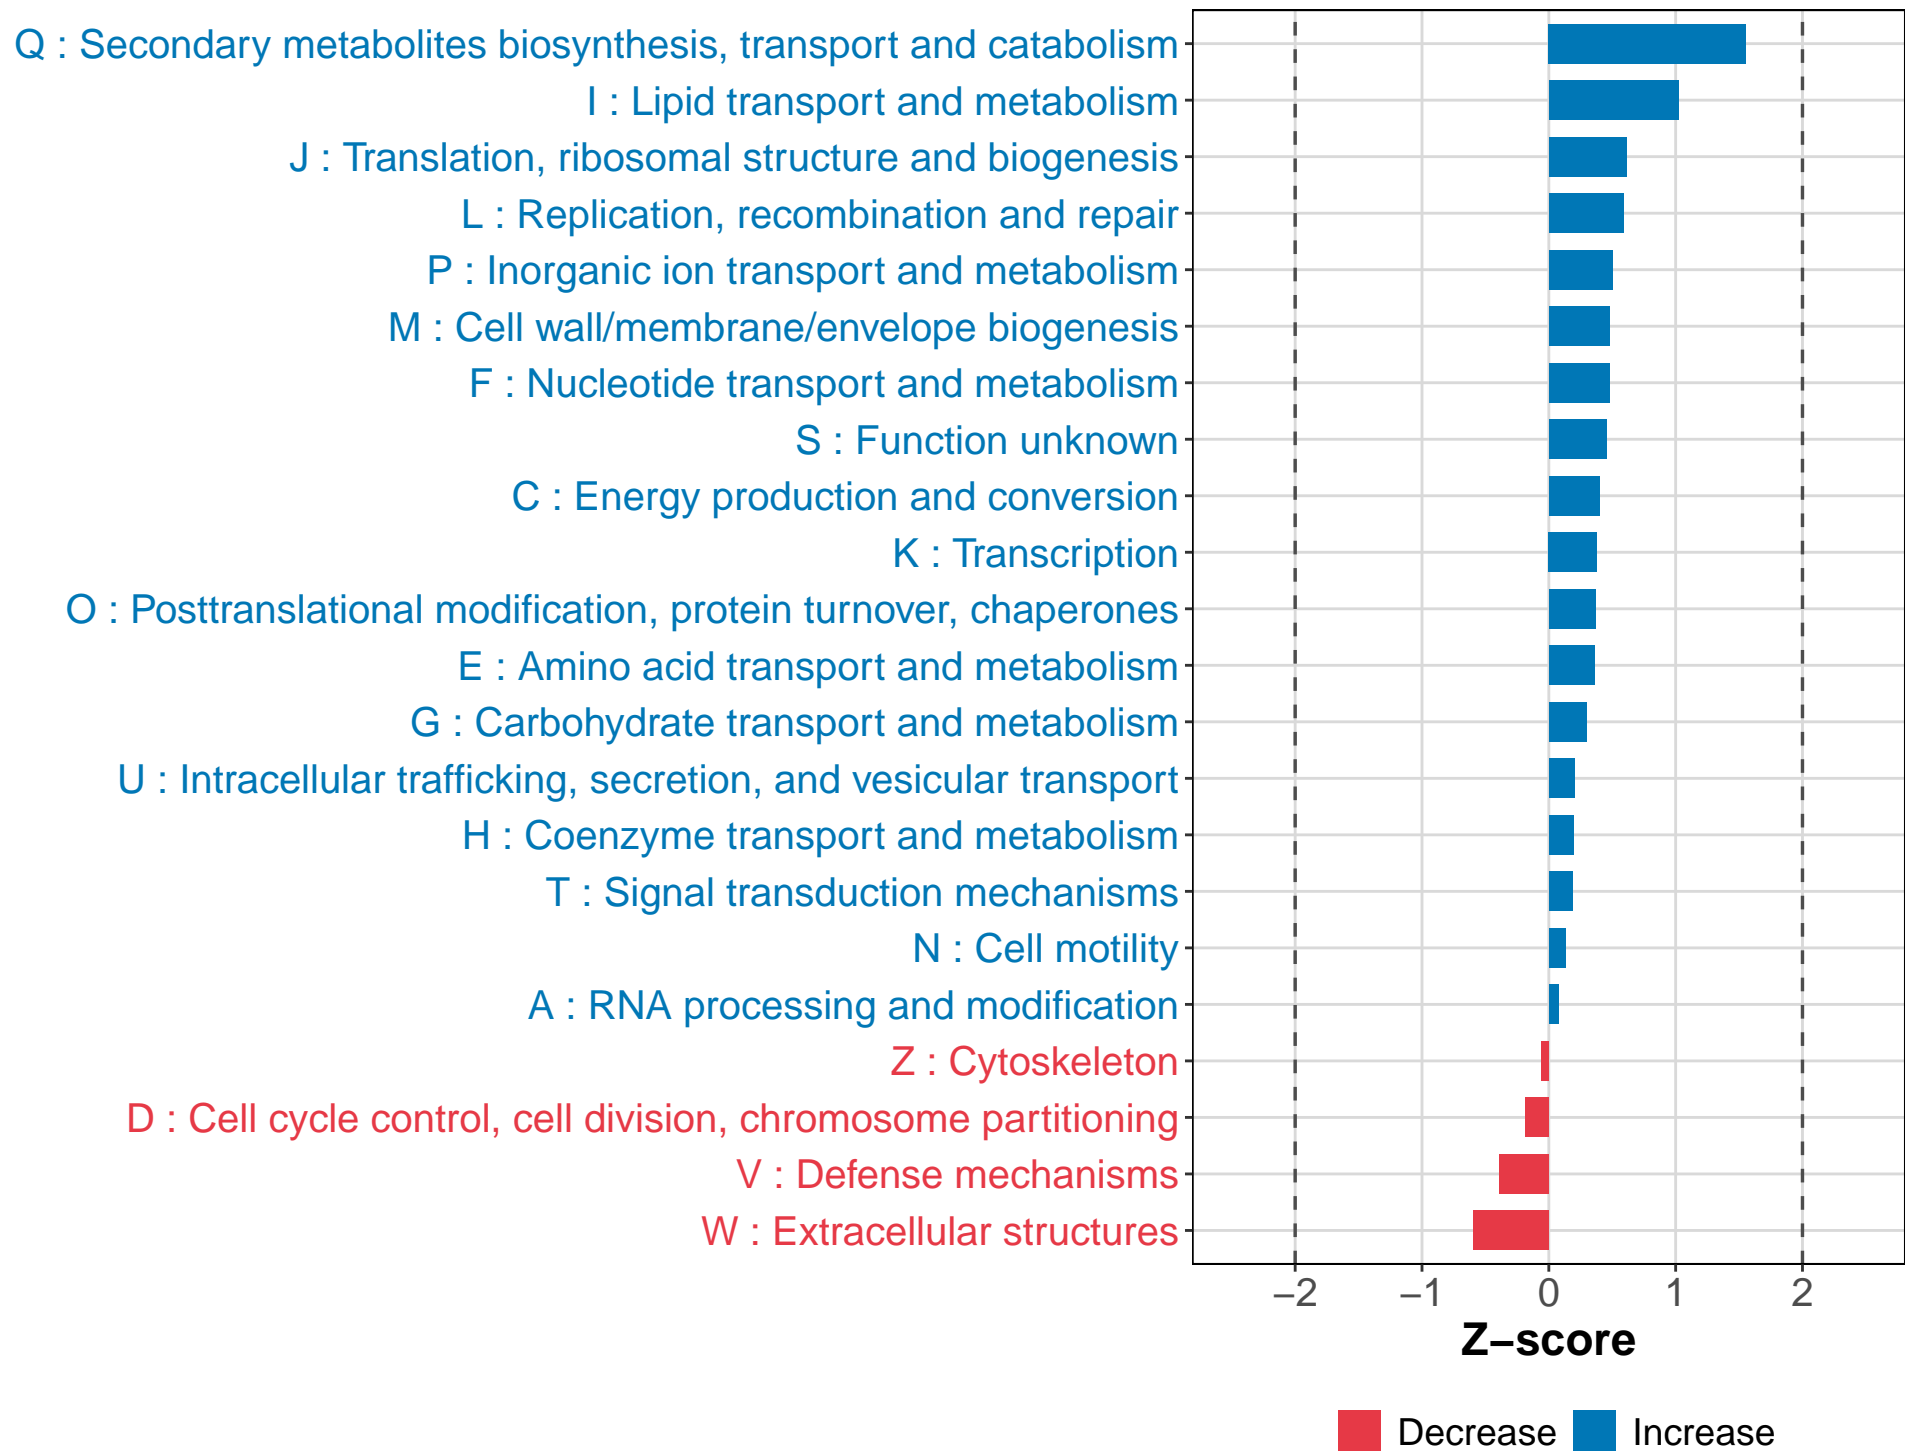 Q : Secondary metabolites biosynthesis, transport and catabolism
I : Lipid transport and metabolism
J : Translation, ribosomal structure and biogenesis
L : Replication, recombination and repair
P : Inorganic ion transport and metabolism
M : Cell wall/membrane/envelope biogenesis
F : Nucleotide transport and metabolism
S : Function unknown
C : Energy production and conversion
K : Transcription
O : Posttranslational modification, protein turnover, chaperones
E : Amino acid transport and metabolism
G : Carbohydrate transport and metabolism
U : Intracellular trafficking, secretion, and vesicular transport
H : Coenzyme transport and metabolism
T : Signal transduction mechanisms
N : Cell motility
A : RNA processing and modification
Z : Cytoskeleton
D : Cell cycle control, cell division, chromosome partitioning
V : Defense mechanisms
W : Extracellular structures
−2 −1 0 1 2
Z−score
Decrease Increase